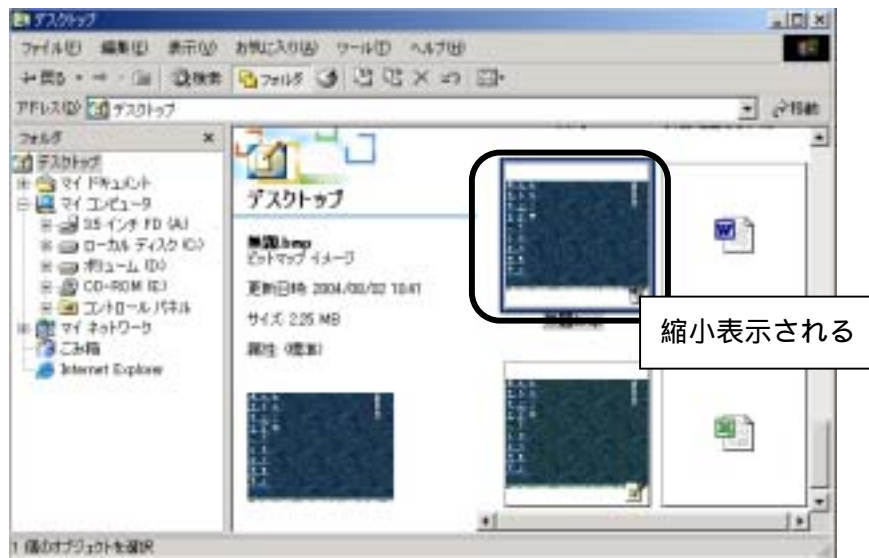 デスクトップ
ファイル(F) 編集(E) 表示(V) お気に入り(A) ツール(T) ヘルプ(H)
戻る 検索 フォルダ
アドレス(D) デスクトップ 移動
フォルダ ×
デスクトップ
マイ ドキュメント
マイ コンピュータ-9
3.5 インチ FD (A:)
ローカル ディスク (C:)
ボリューム (D:)
CD-ROM (E:)
コントロール パネル
マイ ネットワーク
ごみ箱
Internet Explorer
デスクトップ
無題.bmp
ビットマップ イメージ
更新日時: 2004/08/02 10:41
サイズ: 2.25 MB
属性: (標準)
縮小表示される
1 個のオブジェクトを選択